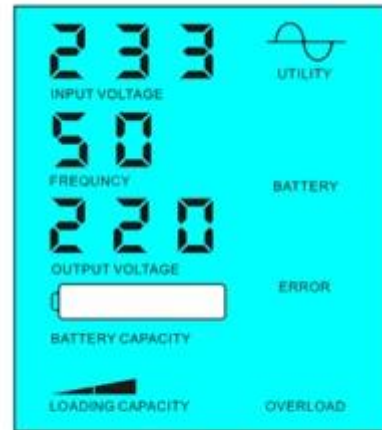 233
UTILITY
INPUT VOLTAGE
50
FREQUNCY
BATTERY
220
OUTPUT VOLTAGE
ERROR
BATTERY CAPACITY
LOADING CAPACITY
OVERLOAD